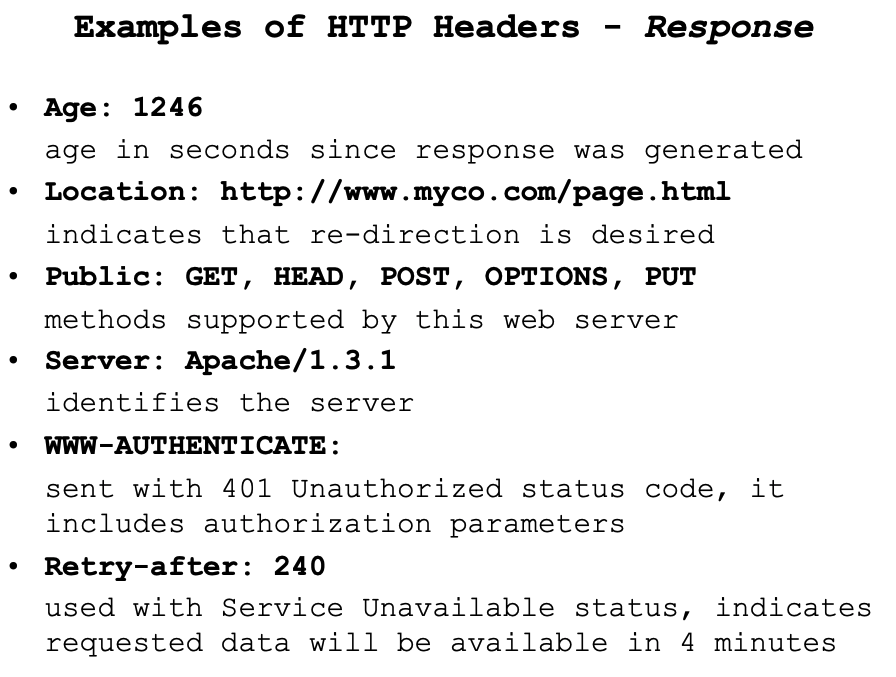 Examples of HTTP Headers - Response
• Age: 1246
age in seconds since response was generated
• Location: http://www.myco.com/page.html
indicates that re-direction is desired
• Public: GET, HEAD, POST, OPTIONS, PUT
methods supported by this web server
• Server: Apache/1.3.1
identifies the server
• WWW-AUTHENTICATE:
sent with 401 Unauthorized status code, it
includes authorization parameters
• Retry-after: 240
used with Service Unavailable status, indicates
requested data will be available in 4 minutes